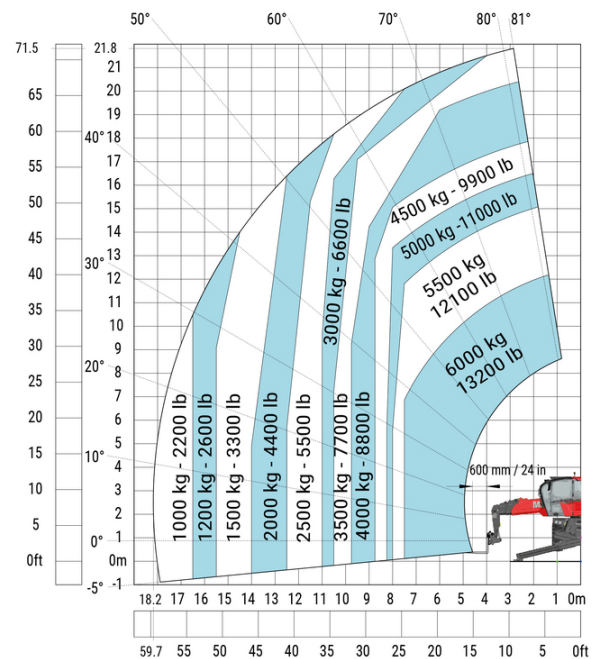 50° 60° 70° 80° 81°
71.5 21.8
21
65 20
19
60 40° 18
55 17
16
50 15
45 14
13
40 30° 12
35 11
10
30 9
25 20° 8
7
20 6
15 5
10° 4
10 3
2
5 0° 1
0ft 0m
-5° -1
1000 kg - 2200 lb
1200 kg - 2600 lb
1500 kg - 3300 lb
2000 kg - 4400 lb
2500 kg - 5500 lb
3000 kg - 6600 lb
3500 kg - 7700 lb
4000 kg - 8800 lb
4500 kg - 9900 lb
5000 kg -11000 lb
5500 kg
12100 lb
6000 kg
13200 lb
600 mm / 24 in
18.2 17 16 15 14 13 12 11 10 9 8 7 6 5 4 3 2 1 0m
59.7 55 50 45 40 35 30 25 20 15 10 5 0ft